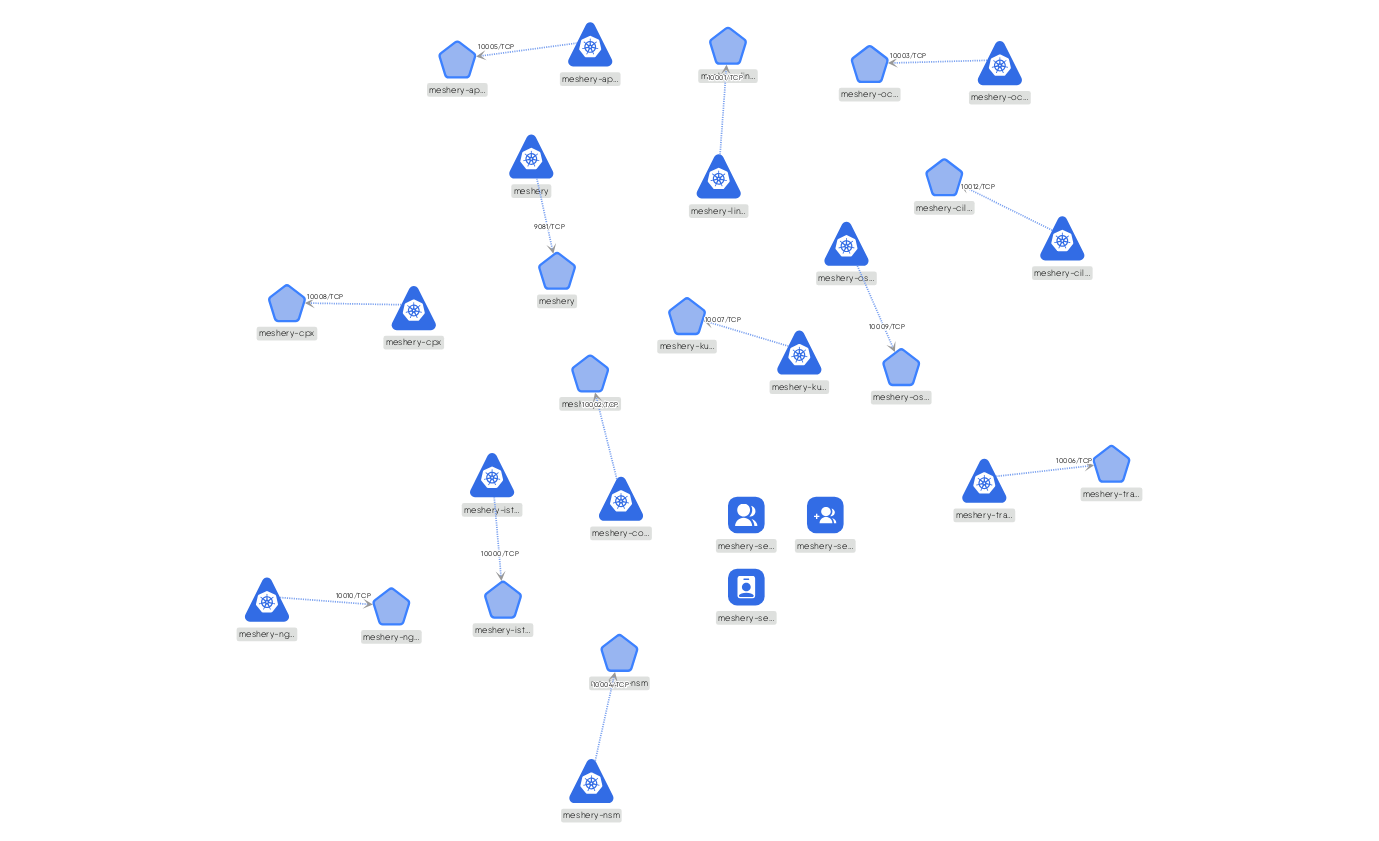 10005/TCP
meshery-ap...
meshery-ap...
10001/TCP
meshery-lin...
10003/TCP
meshery-oc...
meshery-oc...
meshery
9081/TCP
meshery
10012/TCP
meshery-cil...
meshery-cil...
meshery-os...
10009/TCP
meshery-os...
10008/TCP
meshery-cpx
meshery-cpx
10007/TCP
meshery-ku...
meshery-ku...
10002/TCP
meshery-co...
10006/TCP
meshery-tra...
meshery-tra...
meshery-ist...
10000/TCP
meshery-ist...
meshery-se...
meshery-se...
meshery-se...
10010/TCP
meshery-ng...
meshery-ng...
10004/TCP
meshery-nsm